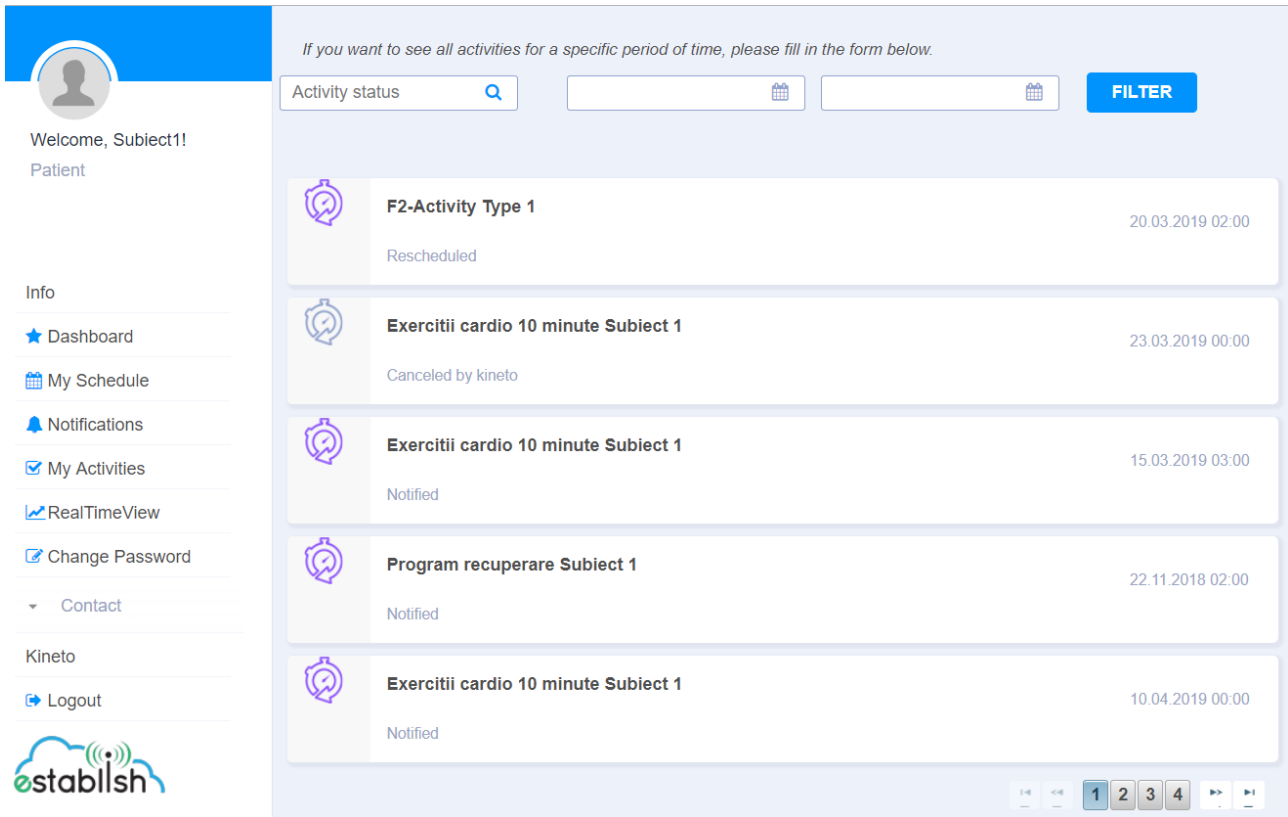 If you want to see all activities for a specific period of time, please fill in the form below.
Activity status
FILTER
Welcome, Subiect1!
Patient
Info
Dashboard
My Schedule
Notifications
My Activities
RealTimeView
Change Password
Contact
Kineto
Logout
establish
F2-Activity Type 1
20.03.2019 02:00
Rescheduled
Exercitii cardio 10 minute Subiect 1
23.03.2019 00:00
Canceled by kineto
Exercitii cardio 10 minute Subiect 1
15.03.2019 03:00
Notified
Program recuperare Subiect 1
22.11.2018 02:00
Notified
Exercitii cardio 10 minute Subiect 1
10.04.2019 00:00
Notified
1 2 3 4